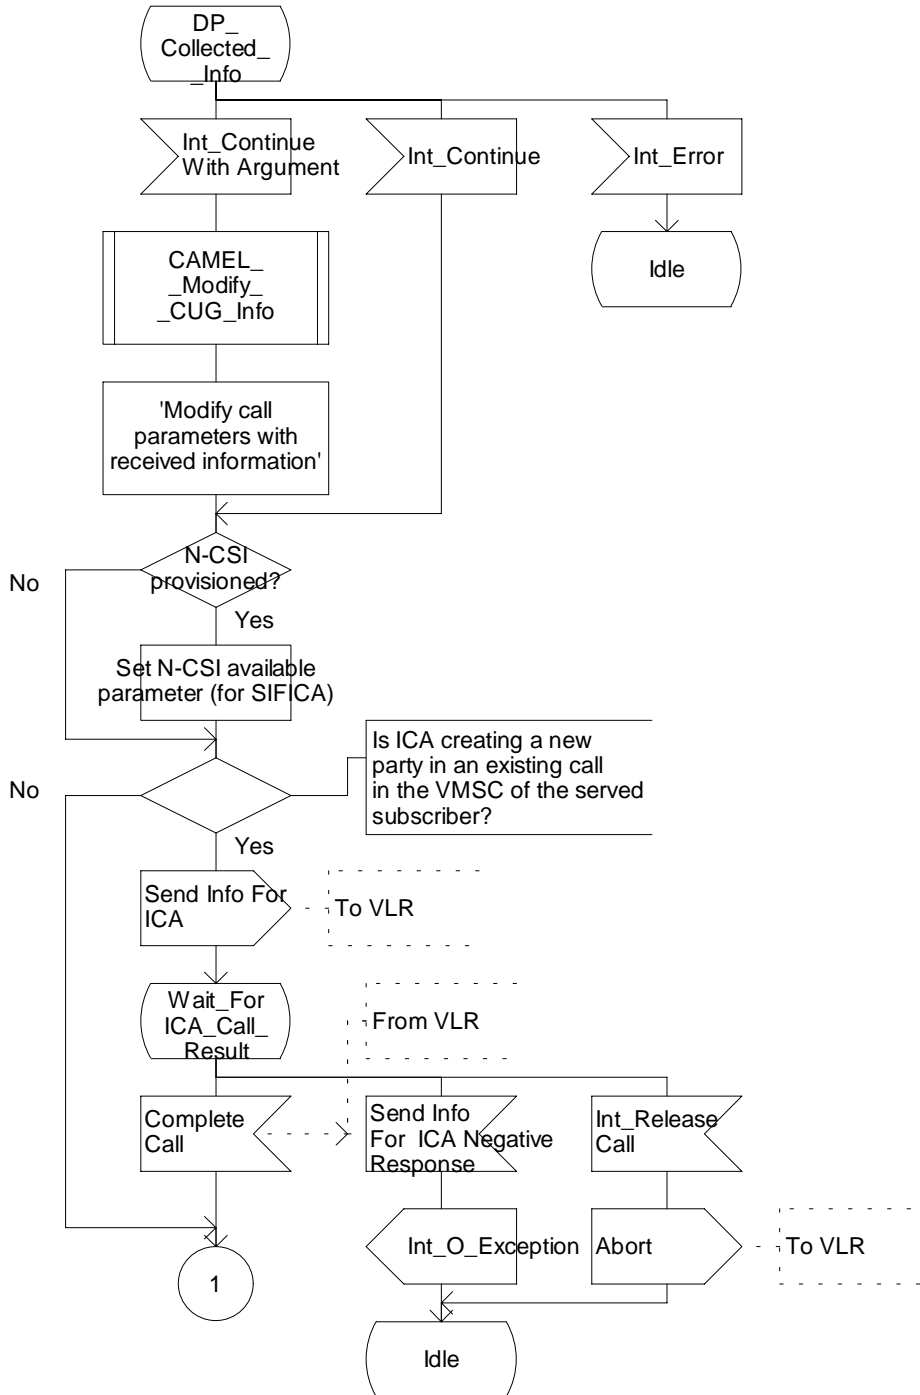 DP_
Collected_
_Info
Int_Continue
With Argument
Int_Continue
Int_Error
CAMEL_
_Modify_
_CUG_Info
Idle
'Modify call
parameters with
received information'
N-CSI
provisioned?
No
Yes
Set N-CSI available
parameter (for SIFICA)
Is ICA creating a new
party in an existing call
in the VMSC of the served
subscriber?
No
Yes
Send Info For
ICA
To VLR
Wait_For
ICA_Call_
Result
From VLR
Complete
Call
Send Info
For ICA Negative
Response
Int_Release
Call
Int_O_Exception
Abort
To VLR
1
Idle